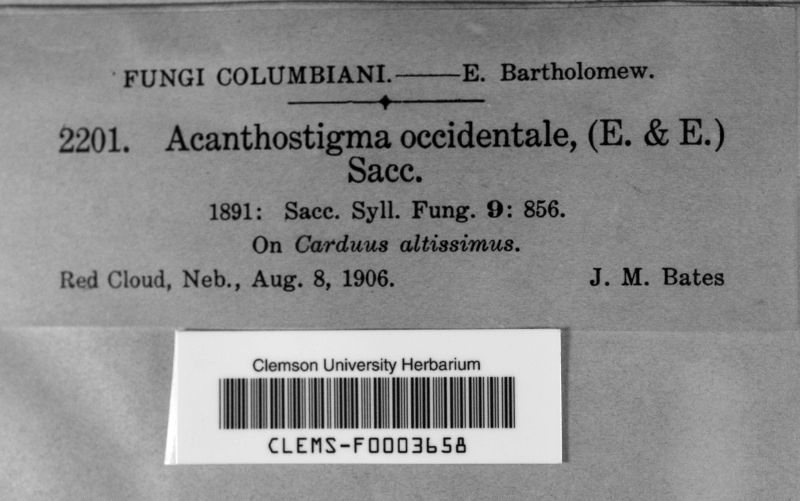 FUNGI COLUMBIANI.——E. Bartholomew.
2201. Acanthostigma occidentale, (E. & E.)
Sacc.
1891: Sacc. Syll. Fung. 9: 856.
On Carduus altissimus.
Red Cloud, Neb., Aug. 8, 1906. J. M. Bates
Clemson University Herbarium
CLEMS-F0003658